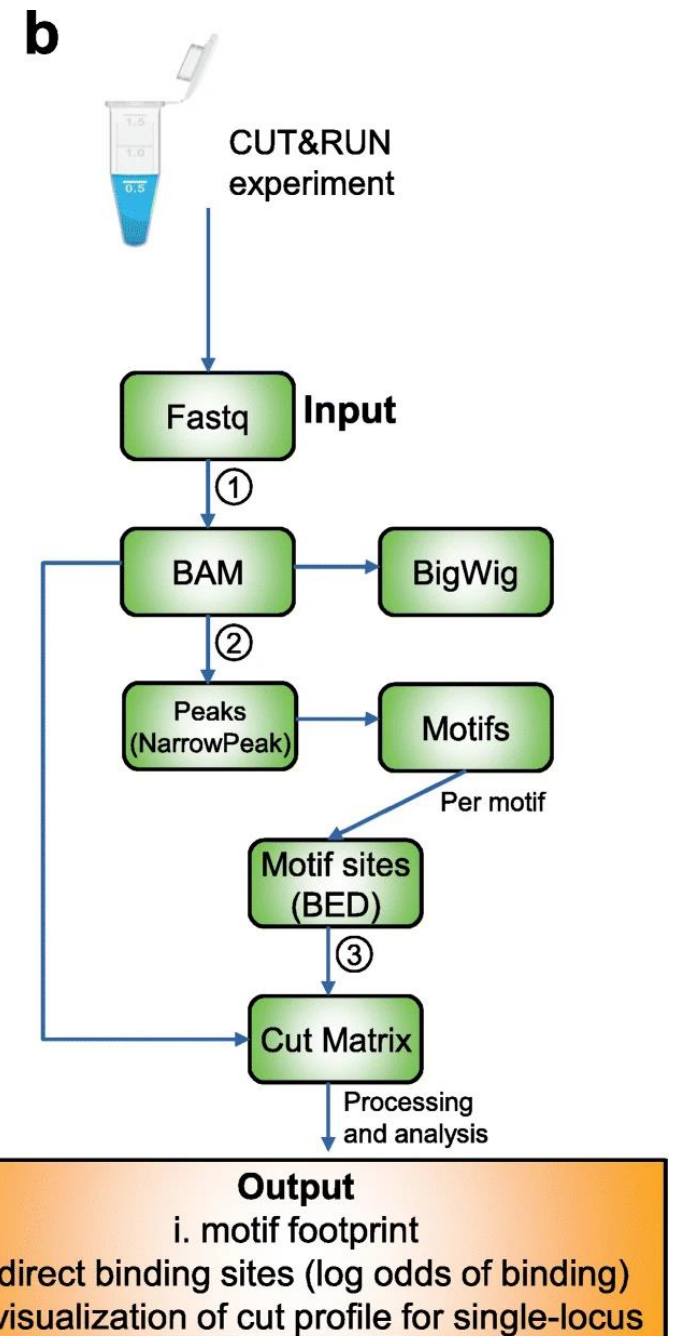 b
1.5
1.0
0.5
CUT&RUN
experiment
Fastq
Input
1
BAM
BigWig
2
Peaks
(NarrowPeak)
Motifs
Per motif
Motif sites
(BED)
3
Cut Matrix
Processing
and analysis
Output
i. motif footprint
direct binding sites (log odds of binding)
visualization of cut profile for single-locus